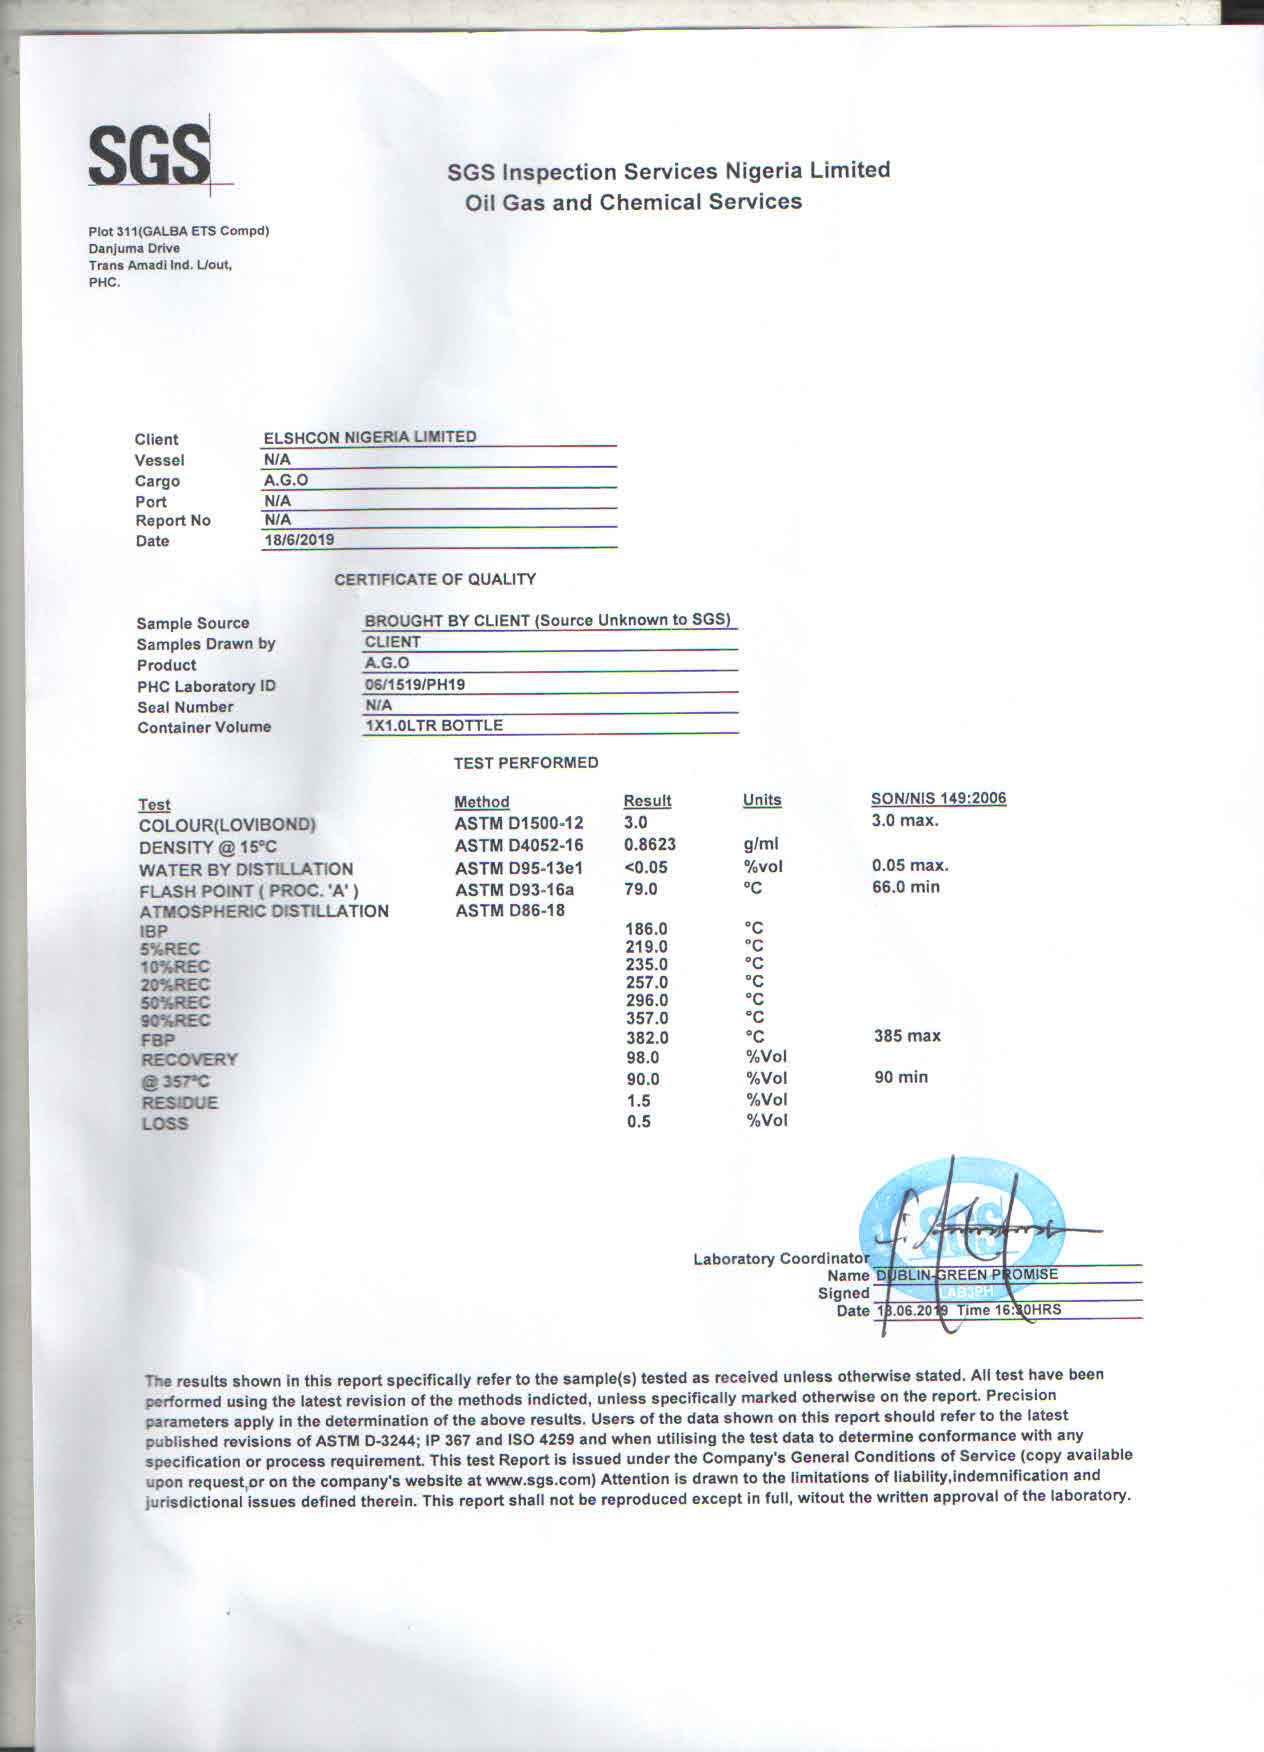 SGS
SGS Inspection Services Nigeria Limited
Oil Gas and Chemical Services
Plot 311(GALBA ETS Compd)
Danjuma Drive
Trans Amadi Ind. L/out,
PHC.
Client ELSHCON NIGERIA LIMITED
Vessel N/A
Cargo A.G.O
Port N/A
Report No N/A
Date 18/6/2019
CERTIFICATE OF QUALITY
Sample Source BROUGHT BY CLIENT (Source Unknown to SGS)
Samples Drawn by CLIENT
Product A.G.O
PHC Laboratory ID 06/1519/PH19
Seal Number N/A
Container Volume 1X1.0LTR BOTTLE
TEST PERFORMED
Test Method Result Units SON/NIS 149:2006
COLOUR(LOVIBOND) ASTM D1500-12 3.0 3.0 max.
DENSITY @ 15°C ASTM D4052-16 0.8623 g/ml
WATER BY DISTILLATION ASTM D95-13e1 <0.05 %vol 0.05 max.
FLASH POINT ( PROC. 'A' ) ASTM D93-16a 79.0 °C 66.0 min
ATMOSPHERIC DISTILLATION ASTM D86-18
IBP 186.0 °C
5%REC 219.0 °C
10%REC 235.0 °C
20%REC 257.0 °C
50%REC 296.0 °C
90%REC 357.0 °C
FBP 382.0 °C 385 max
RECOVERY 98.0 %Vol
@ 357°C 90.0 %Vol 90 min
RESIDUE 1.5 %Vol
LOSS 0.5 %Vol
SGS
Laboratory Coordinator
Name DUBLIN-GREEN PROMISE
Signed LAB3PH
Date 18.06.2019 Time 16:30HRS
The results shown in this report specifically refer to the sample(s) tested as received unless otherwise stated. All test have been
performed using the latest revision of the methods indicted, unless specifically marked otherwise on the report. Precision
parameters apply in the determination of the above results. Users of the data shown on this report should refer to the latest
published revisions of ASTM D-3244; IP 367 and ISO 4259 and when utilising the test data to determine conformance with any
specification or process requirement. This test Report is issued under the Company's General Conditions of Service (copy available
upon request,or on the company's website at www.sgs.com) Attention is drawn to the limitations of liability,indemnification and
jurisdictional issues defined therein. This report shall not be reproduced except in full, witout the written approval of the laboratory.